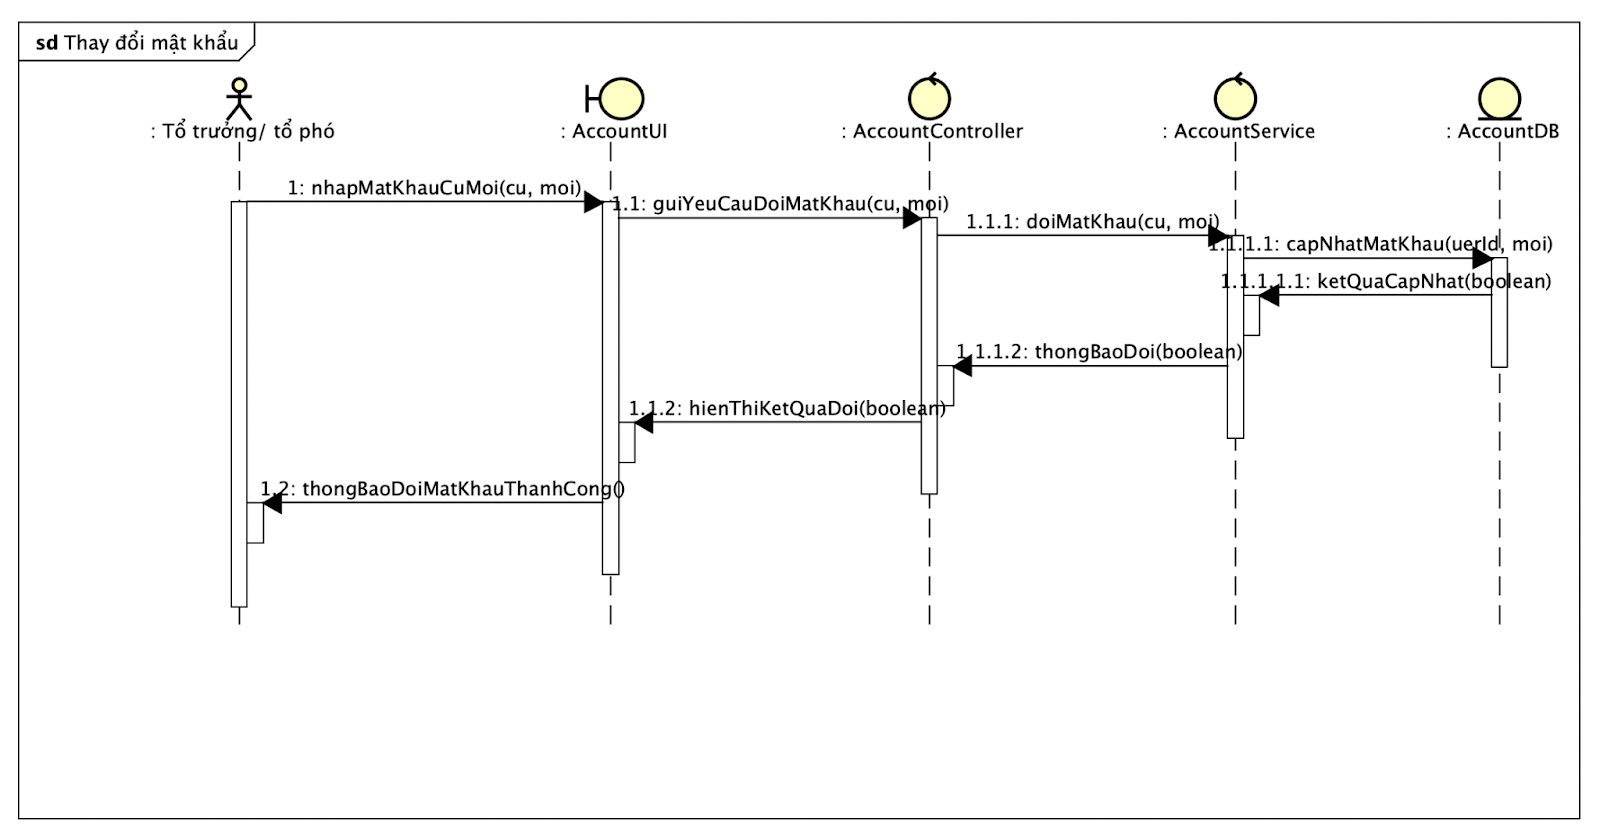 sd Thay đổi mật khẩu
: Tổ trưởng/ tổ phó
: AccountUI
: AccountController
: AccountService
: AccountDB
1: nhapMatKhauCuMoi(cu, moi)
1.1: guiYeuCauDoiMatKhau(cu, moi)
1.1.1: doiMatKhau(cu, moi)
1.1.1.1: capNhatMatKhau(uerId, moi)
1.1.1.1.1: ketQuaCapNhat(boolean)
1.1.1.2: thongBaoDoi(boolean)
1.1.2: hienThiKetQuaDoi(boolean)
1.2: thongBaoDoiMatKhauThanhCong()